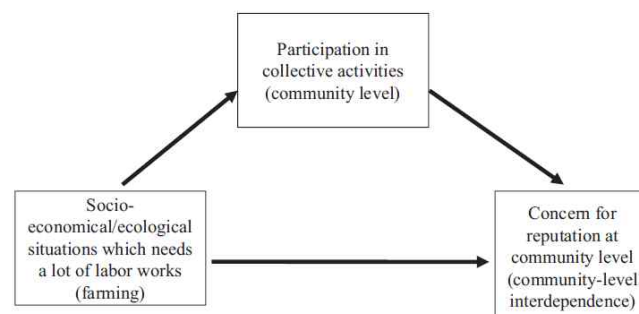 Participation in
collective activities
(community level)
Socio-
economical/ecological
situations which needs
a lot of labor works
(farming)
Concern for
reputation at
community level
(community-level
interdependence)